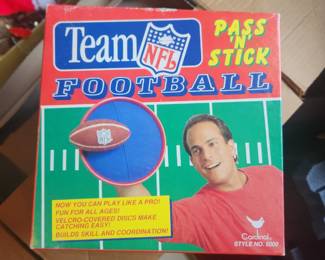 Team
NFL
PASS
'N'
STICK
FOOTBALL
NFL
NOW YOU CAN PLAY LIKE A PRO!
FUN FOR ALL AGES!
VELCRO-COVERED DISCS MAKE
CATCHING EASY!
BUILDS SKILL AND COORDINATION!
Cardinal
STYLE NO. 5000